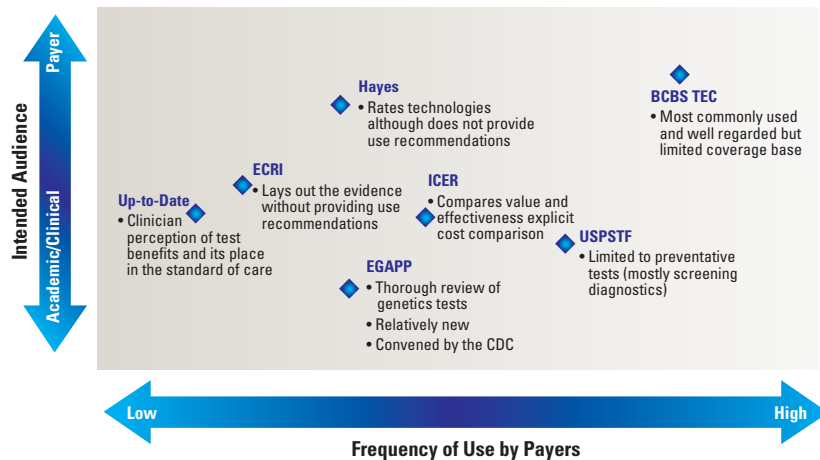 Intended Audience
Payer
Academic/Clinical
Hayes
• Rates technologies
although does not provide
use recommendations
BCBS TEC
• Most commonly used
and well regarded but
limited coverage base
ECRI
• Lays out the evidence
without providing use
recommendations
ICER
• Compares value and
effectiveness explicit
cost comparison
Up-to-Date
• Clinician
perception of test
benefits and its place
in the standard of care
USPSTF
• Limited to preventative
tests (mostly screening
diagnostics)
EGAPP
• Thorough review of
genetics tests
• Relatively new
• Convened by the CDC
Low
High
Frequency of Use by Payers